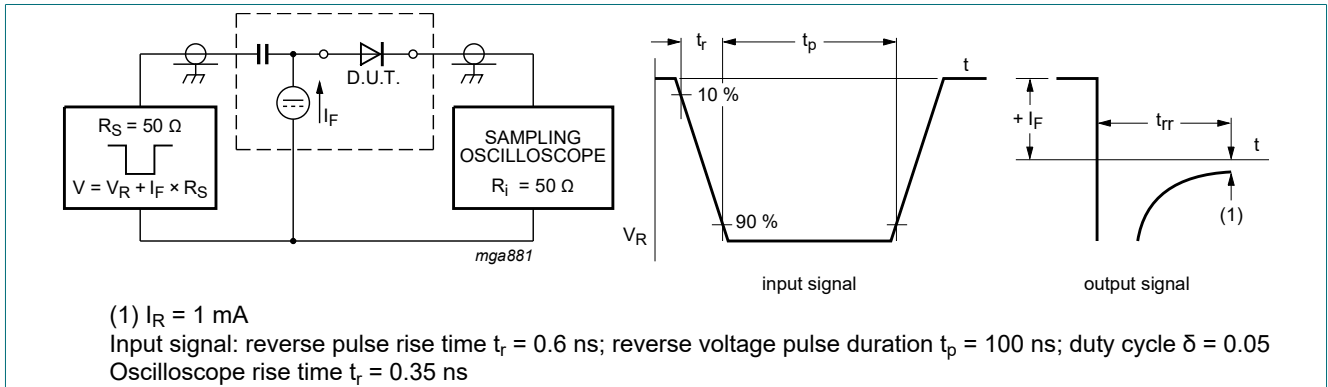 R_S = 50 Ω
V = V_R + I_F × R_S
I_F
D.U.T.
SAMPLING
OSCILLOSCOPE
R_i = 50 Ω
mga881
t_r
t_p
t
10 %
90 %
V_R
input signal
+ I_F
t_rr
t
(1)
output signal
(1) I_R = 1 mA
Input signal: reverse pulse rise time t_r = 0.6 ns; reverse voltage pulse duration t_p = 100 ns; duty cycle δ = 0.05
Oscilloscope rise time t_r = 0.35 ns